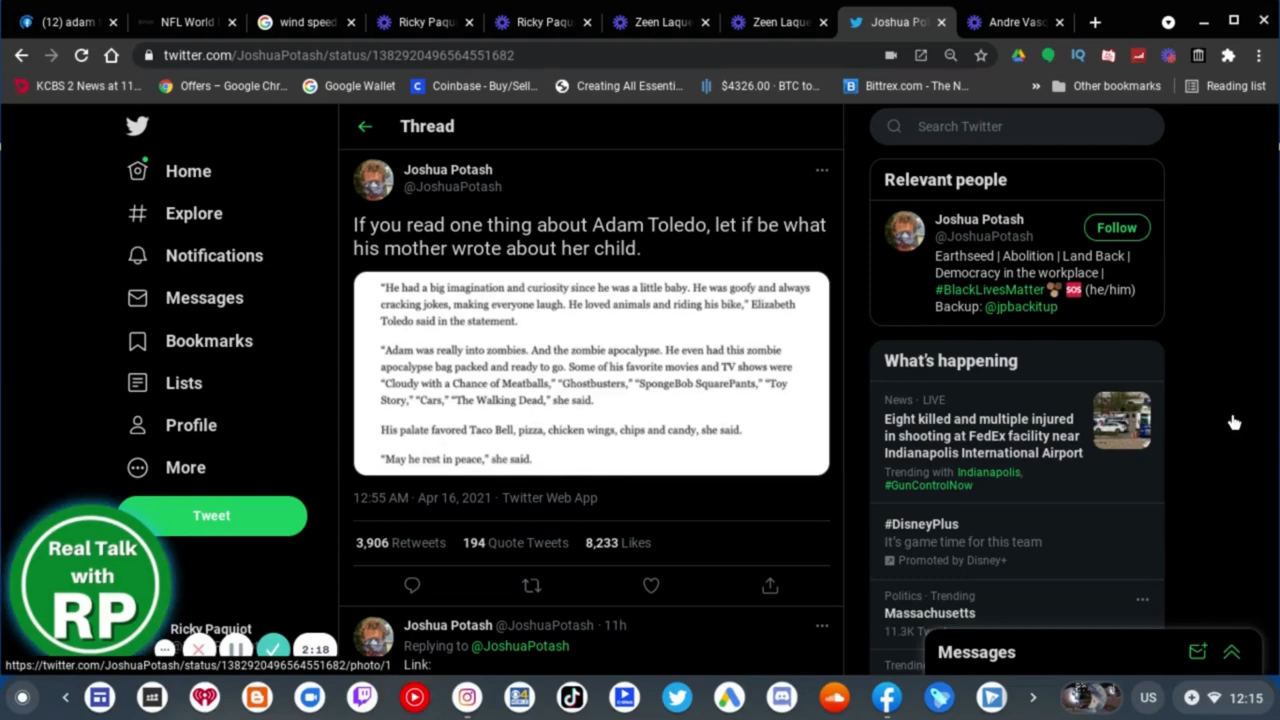 (12) adam
NFL World
wind speed
Ricky Paqu
Ricky Paqu
Zeen Laque
Zeen Laque
Joshua Po
Andre Vaso
twitter.com/JoshuaPotash/status/1382920496564551682
KCBS 2 News at 11...
Offers – Google Chr...
Google Wallet
Coinbase - Buy/Sell...
Creating All Essenti...
$4326.00 · BTC to...
Bittrex.com - The N...
Other bookmarks
Reading list
Home
Explore
Notifications
Messages
Bookmarks
Lists
Profile
More
Tweet
Real Talk
with
RP
Ricky Paquiot
2:18
https://twitter.com/JoshuaPotash/status/1382920496564551682/photo/1
Thread
Joshua Potash
@JoshuaPotash
If you read one thing about Adam Toledo, let if be what
his mother wrote about her child.
“He had a big imagination and curiosity since he was a little baby. He was goofy and always
cracking jokes, making everyone laugh. He loved animals and riding his bike,” Elizabeth
Toledo said in the statement.
“Adam was really into zombies. And the zombie apocalypse. He even had this zombie
apocalypse bag packed and ready to go. Some of his favorite movies and TV shows were
“Cloudy with a Chance of Meatballs,” “Ghostbusters,” “SpongeBob SquarePants,” “Toy
Story,” “Cars,” “The Walking Dead,” she said.
His palate favored Taco Bell, pizza, chicken wings, chips and candy, she said.
“May he rest in peace,” she said.
12:55 AM · Apr 16, 2021 · Twitter Web App
3,906 Retweets 194 Quote Tweets 8,233 Likes
Joshua Potash @JoshuaPotash · 11h
Replying to @JoshuaPotash
Link:
Search Twitter
Relevant people
Joshua Potash
@JoshuaPotash
Follow
Earthseed | Abolition | Land Back |
Democracy in the workplace |
#BlackLivesMatter SOS (he/him)
Backup: @jpbackitup
What's happening
News · LIVE
Eight killed and multiple injured
in shooting at FedEx facility near
Indianapolis International Airport
Trending with Indianapolis,
#GunControlNow
#DisneyPlus
It's game time for this team
Promoted by Disney+
Politics · Trending
Massachusetts
11.3K
Trending
Messages
US
12:15